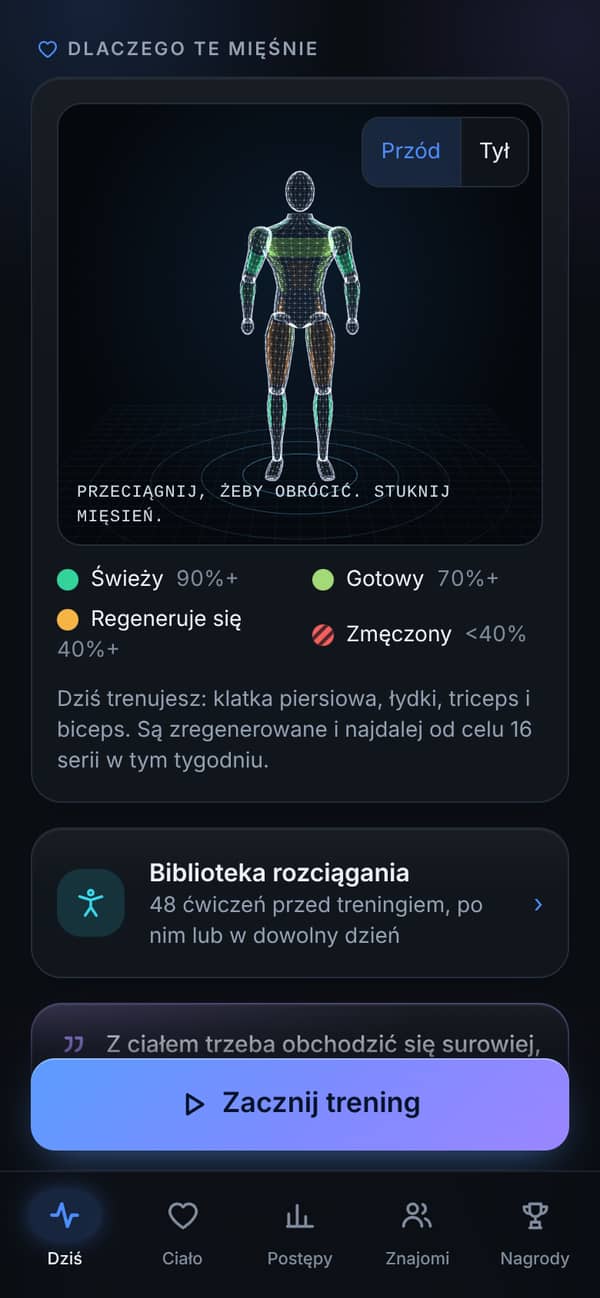 DLACZEGO TE MIĘŚNIE
Przód Tył
PRZECIĄGNIJ, ŻEBY OBRÓCIĆ. STUKNIJ
MIĘSIEŃ.
Świeży 90%+ Gotowy 70%+
Regeneruje się
40%+
Zmęczony <40%
Dziś trenujesz: klatka piersiowa, łydki, triceps i
biceps. Są zregenerowane i najdalej od celu 16
serii w tym tygodniu.
Biblioteka rozciągania
48 ćwiczeń przed treningiem, po
nim lub w dowolny dzień
Z ciałem trzeba obchodzić się surowiej,
Zacznij trening
Dziś Ciało Postępy Znajomi Nagrody